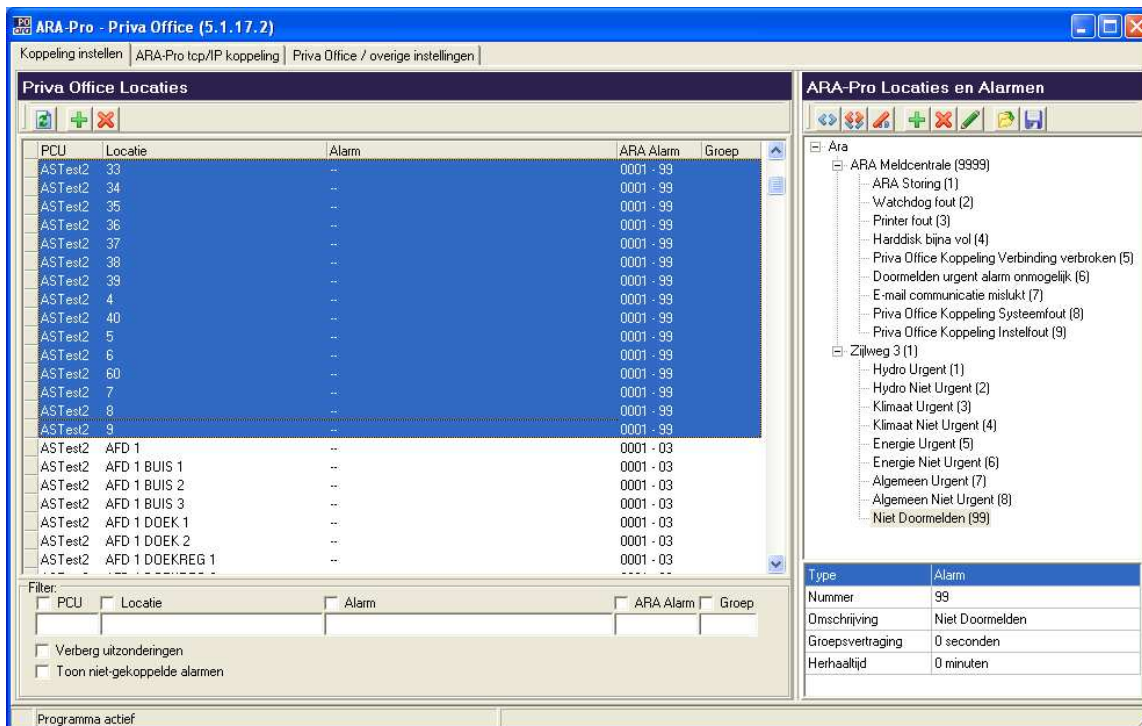 ARA-Pro - Priva Office (5.1.17.2)
Koppeling instellen ARA-Pro tcp/IP koppeling Priva Office / overige instellingen
Priva Office Locaties
PCU Locatie Alarm ARA Alarm Groep
ASTest2 33 -- 0001 - 99
ASTest2 34 -- 0001 - 99
ASTest2 35 -- 0001 - 99
ASTest2 36 -- 0001 - 99
ASTest2 37 -- 0001 - 99
ASTest2 38 -- 0001 - 99
ASTest2 39 -- 0001 - 99
ASTest2 4 -- 0001 - 99
ASTest2 40 -- 0001 - 99
ASTest2 5 -- 0001 - 99
ASTest2 6 -- 0001 - 99
ASTest2 60 -- 0001 - 99
ASTest2 7 -- 0001 - 99
ASTest2 8 -- 0001 - 99
ASTest2 9 -- 0001 - 99
ASTest2 AFD 1 -- 0001 - 03
ASTest2 AFD 1 BUIS 1 -- 0001 - 03
ASTest2 AFD 1 BUIS 2 -- 0001 - 03
ASTest2 AFD 1 BUIS 3 -- 0001 - 03
ASTest2 AFD 1 DOEK 1 -- 0001 - 03
ASTest2 AFD 1 DOEK 2 -- 0001 - 03
ASTest2 AFD 1 DOEKREG 1 -- 0001 - 03
Filter:
PCU Locatie Alarm ARA Alarm Groep
Verberg uitzonderingen
Toon niet-gekoppelde alarmen
ARA-Pro Locaties en Alarmen
Ara
ARA Meldcentrale (9999)
ARA Storing (1)
Watchdog fout (2)
Printer fout (3)
Harddisk bijna vol (4)
Priva Office Koppeling Verbinding verbroken (5)
Doormelden urgent alarm onmogelijk (6)
E-mail communicatie mislukt (7)
Priva Office Koppeling Systeemfout (8)
Priva Office Koppeling Instelfout (9)
Zijlweg 3 (1)
Hydro Urgent (1)
Hydro Niet Urgent (2)
Klimaat Urgent (3)
Klimaat Niet Urgent (4)
Energie Urgent (5)
Energie Niet Urgent (6)
Algemeen Urgent (7)
Algemeen Niet Urgent (8)
Niet Doormelden (99)
Type Alarm
Nummer 99
Omschrijving Niet Doormelden
Groepsvertraging 0 seconden
Herhaaltijd 0 minuten
Programma actief